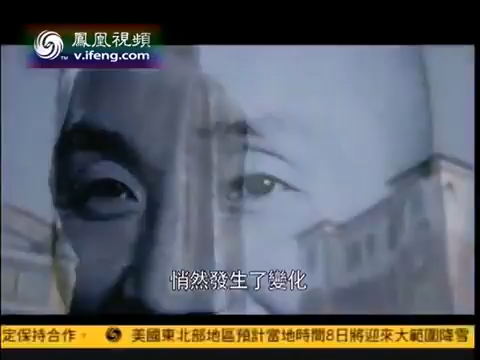 鳳凰視頻
v.ifeng.com
TM
悄然發生了變化
定保持合作
美國東北部地區預計當地時間8日將迎來大範圍降雪